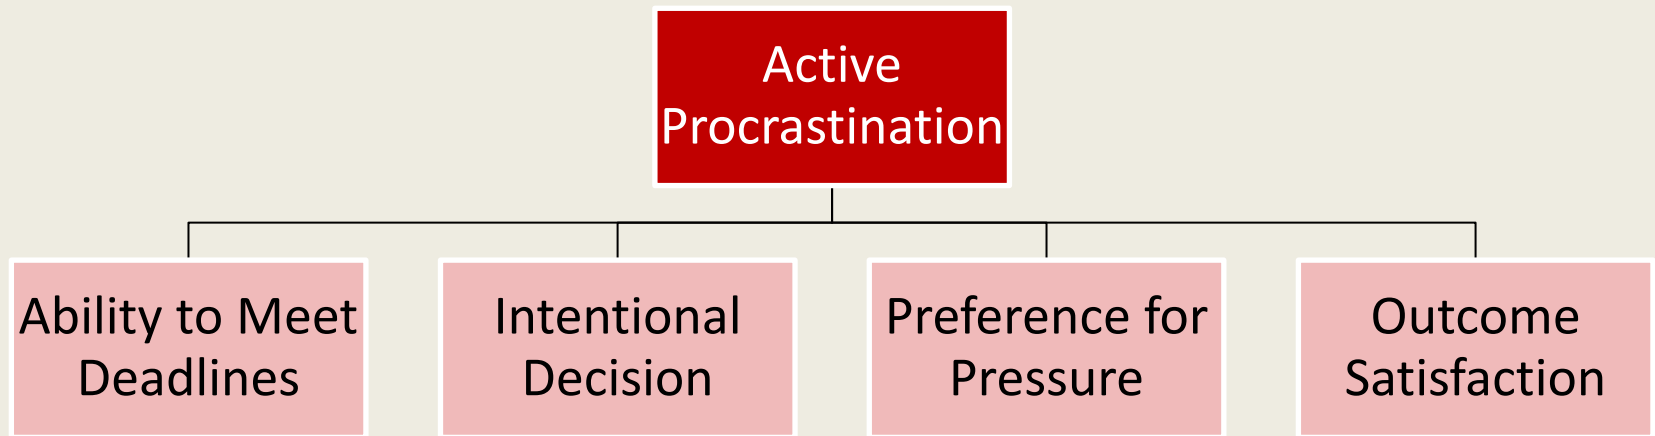 Active
Procrastination
Ability to Meet
Deadlines
Intentional
Decision
Preference for
Pressure
Outcome
Satisfaction